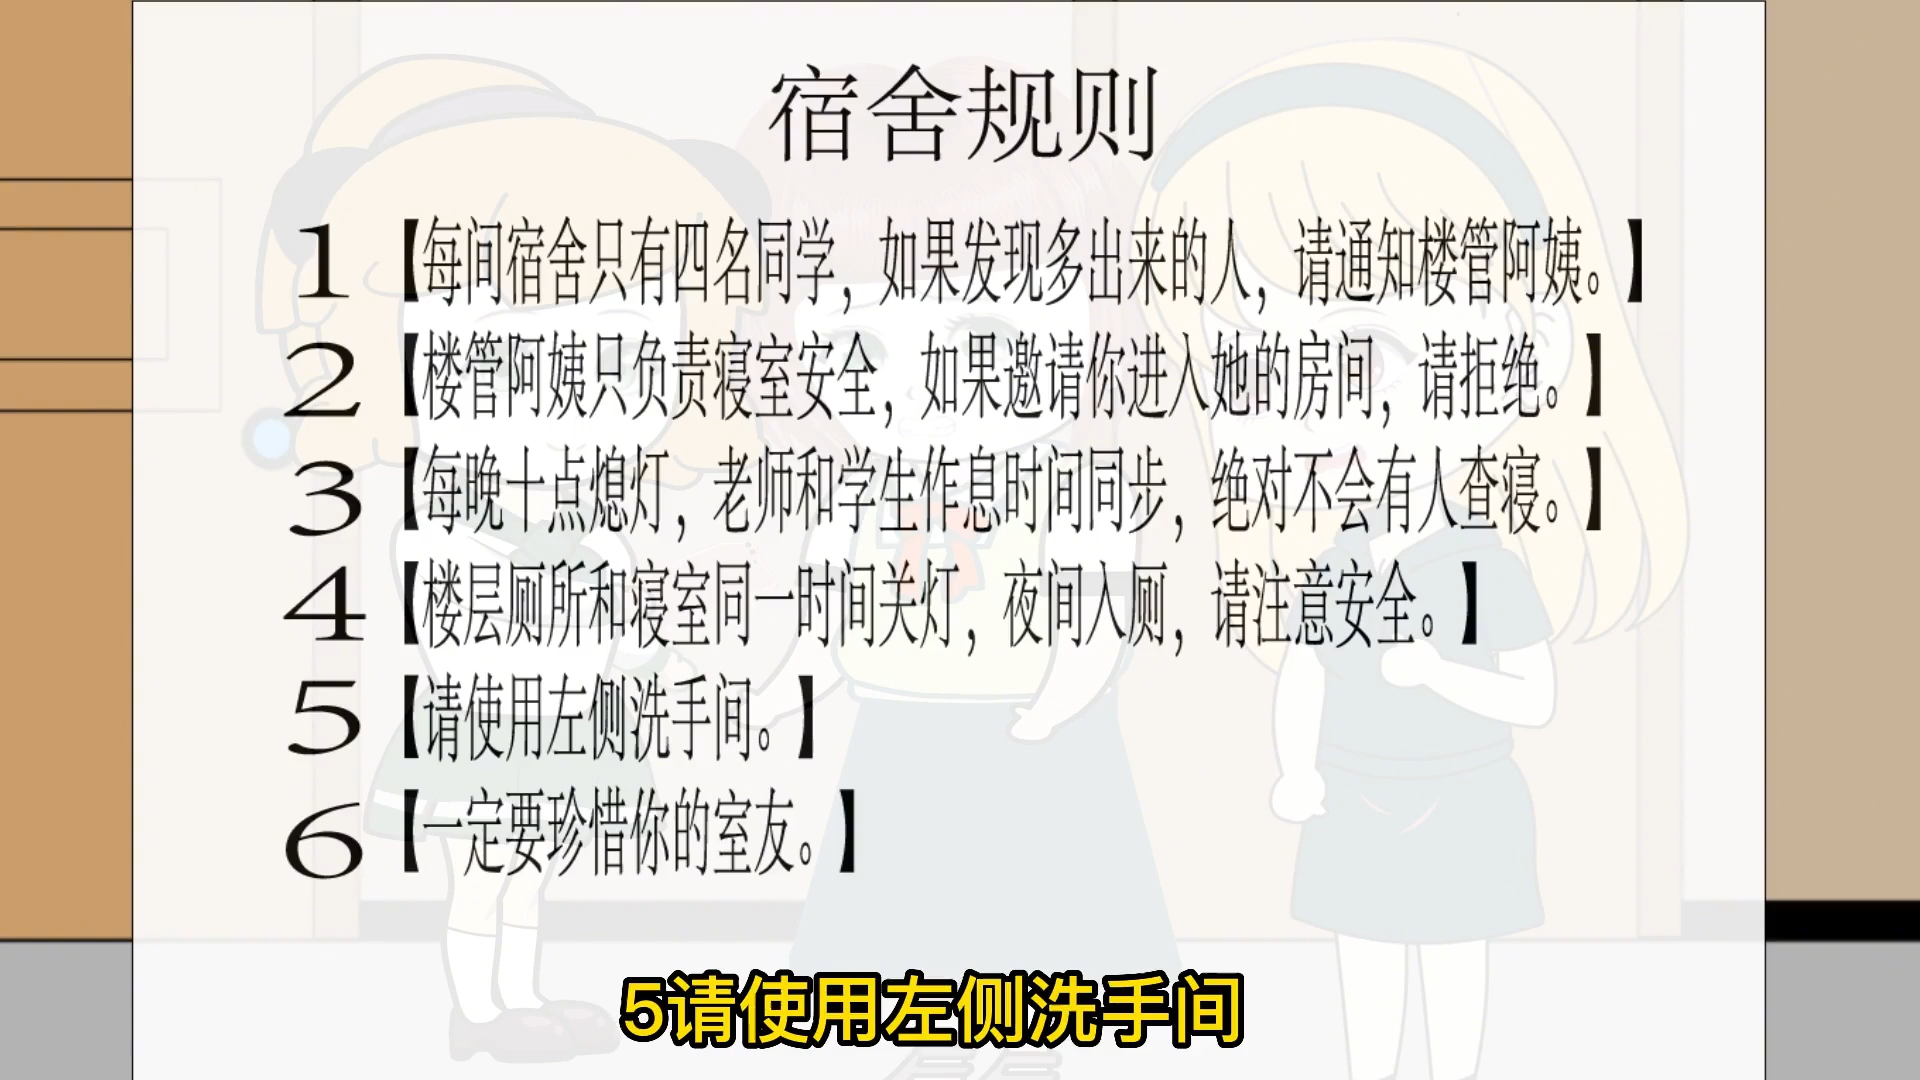 宿舍规则
1【每间宿舍只有四名同学，如果发现多出来的人，请通知楼管阿姨。】
2【楼管阿姨只负责寝室安全，如果邀请你进入她的房间，请拒绝。】
3【每晚十点熄灯，老师和学生作息时间同步，绝对不会有人查寝。】
4【楼层厕所和寝室同一时间关灯，夜间入厕，请注意安全。】
5【请使用左侧洗手间。】
6【一定要珍惜你的室友。】
5请使用左侧洗手间